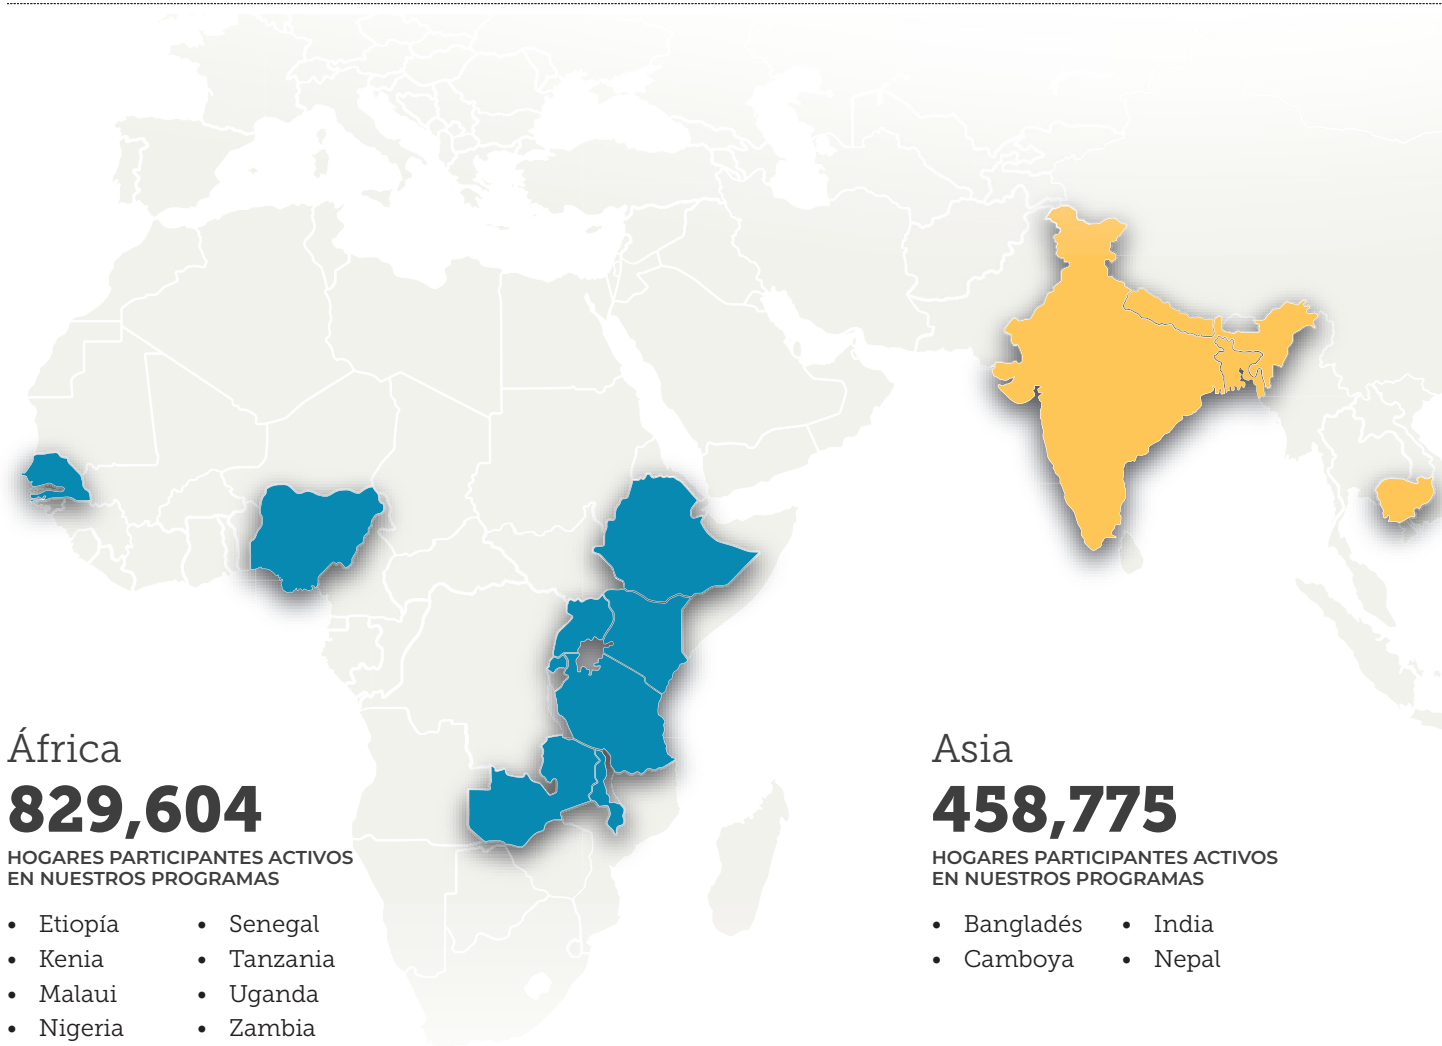 África
829,604
HOGARES PARTICIPANTES ACTIVOS
EN NUESTROS PROGRAMAS
• Etiopía
• Kenia
• Malaui
• Nigeria
• Senegal
• Tanzania
• Uganda
• Zambia
Asia
458,775
HOGARES PARTICIPANTES ACTIVOS
EN NUESTROS PROGRAMAS
• Bangladés
• Camboya
• India
• Nepal